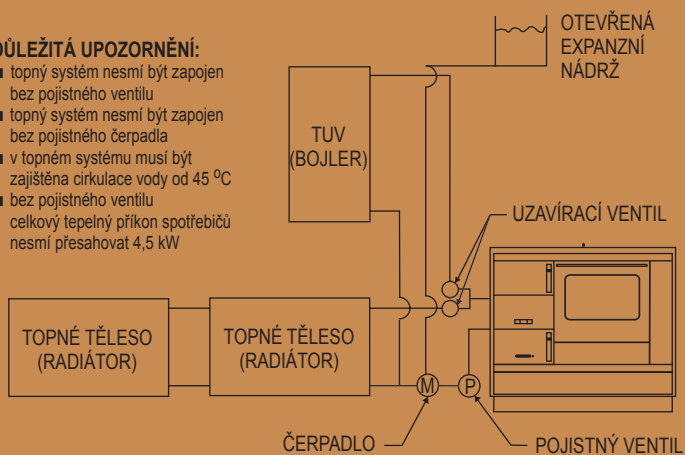 DŮLEŽITÁ UPOZORNĚNÍ:
topný systém nesmí být zapojen
bez pojistného ventilu
topný systém nesmí být zapojen
bez pojistného čerpadla
v topném systému musí být
zajištěna cirkulace vody od 45 ºC
bez pojistného ventilu
celkový tepelný příkon spotřebičů
nesmí přesahovat 4,5 kW
OTEVŘENÁ
EXPANZNÍ
NÁDRŽ
TUV
(BOJLER)
UZAVÍRACÍ VENTIL
TOPNÉ TĚLESO
(RADIÁTOR)
TOPNÉ TĚLESO
(RADIÁTOR)
M
P
ČERPADLO
POJISTNÝ VENTIL